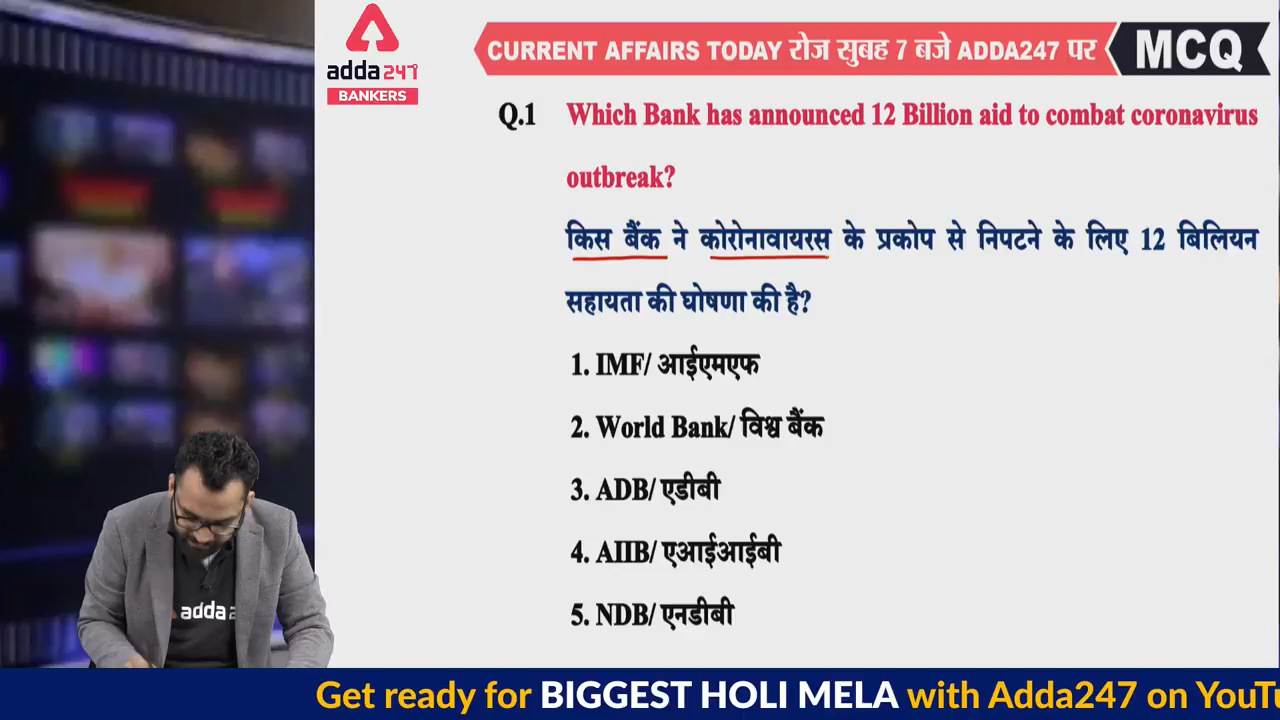 adda247
BANKERS
CURRENT AFFAIRS TODAY रोज सुबह 7 बजे ADDA247 पर
MCQ
Q.1 Which Bank has announced 12 Billion aid to combat coronavirus
outbreak?
किस बैंक ने कोरोनावायरस के प्रकोप से निपटने के लिए 12 बिलियन
सहायता की घोषणा की है?
1. IMF/ आईएमएफ
2. World Bank/ विश्व बैंक
3. ADB/ एडीबी
4. AIIB/ एआईआईबी
5. NDB/ एनडीबी
adda
Get ready for BIGGEST HOLI MELA with Adda247 on YouT